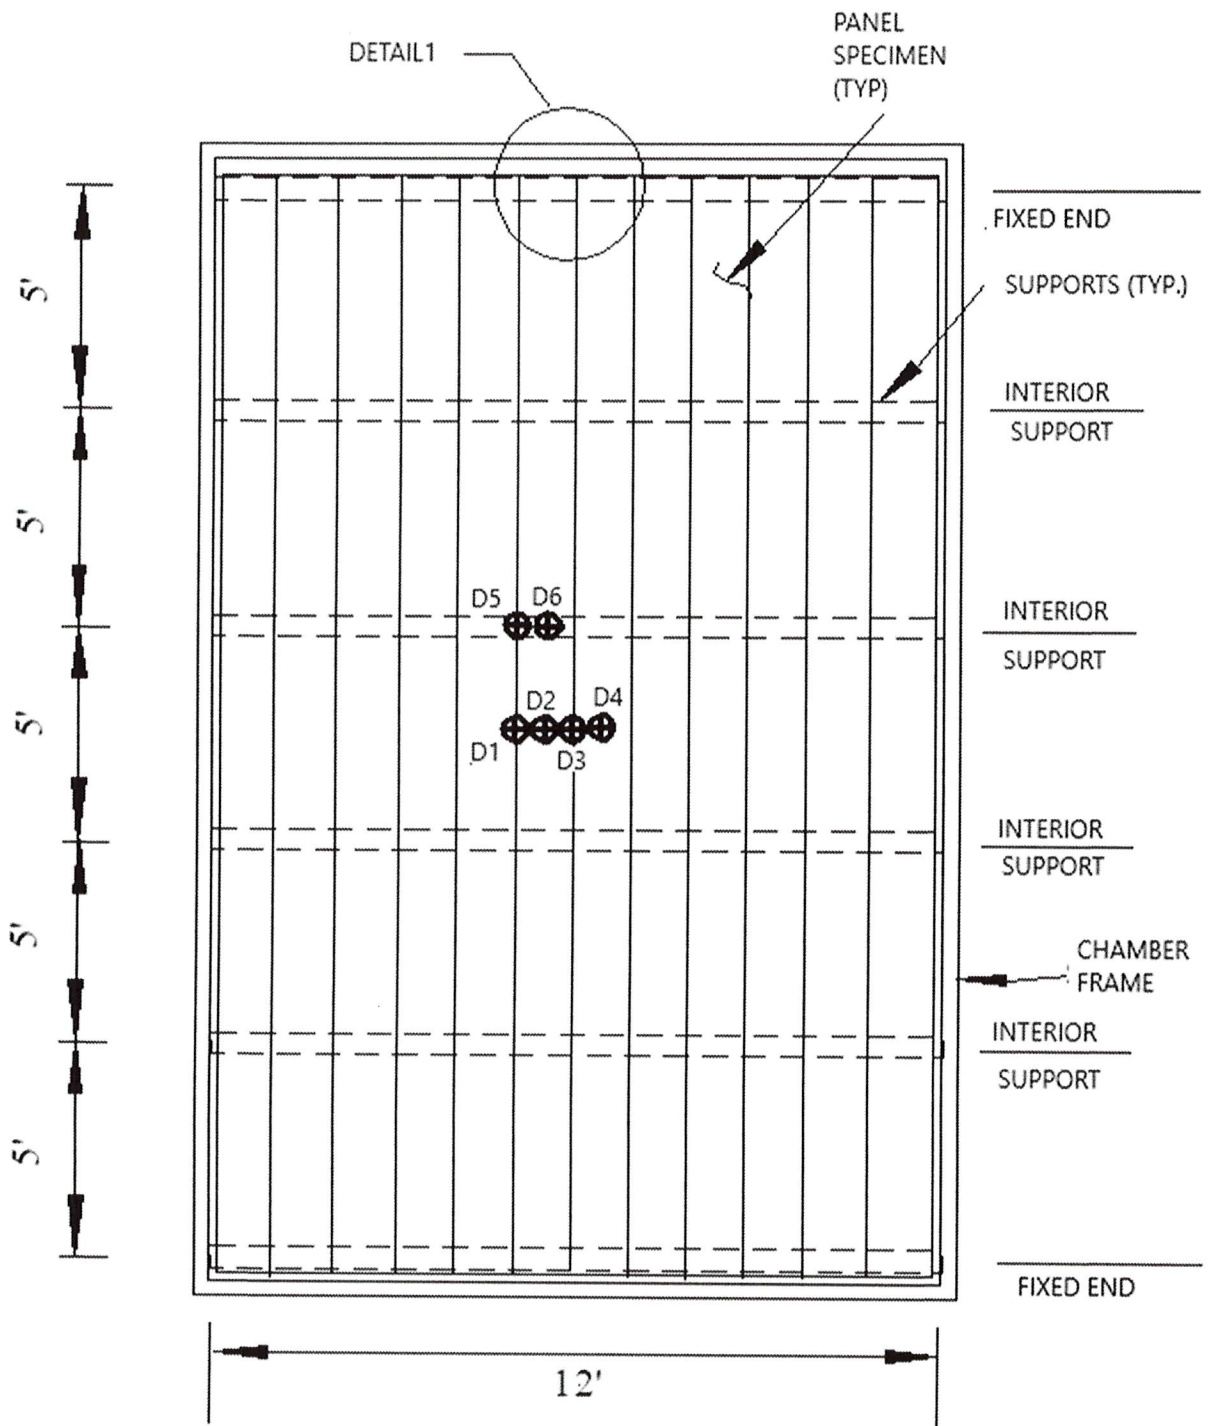 PANEL
SPECIMEN
(TYP)
DETAIL1
FIXED END
5'
SUPPORTS (TYP.)
INTERIOR
SUPPORT
5'
D5 D6
INTERIOR
SUPPORT
D2 D4
5'
D1 D3
INTERIOR
SUPPORT
5'
CHAMBER
FRAME
INTERIOR
SUPPORT
5'
FIXED END
12'